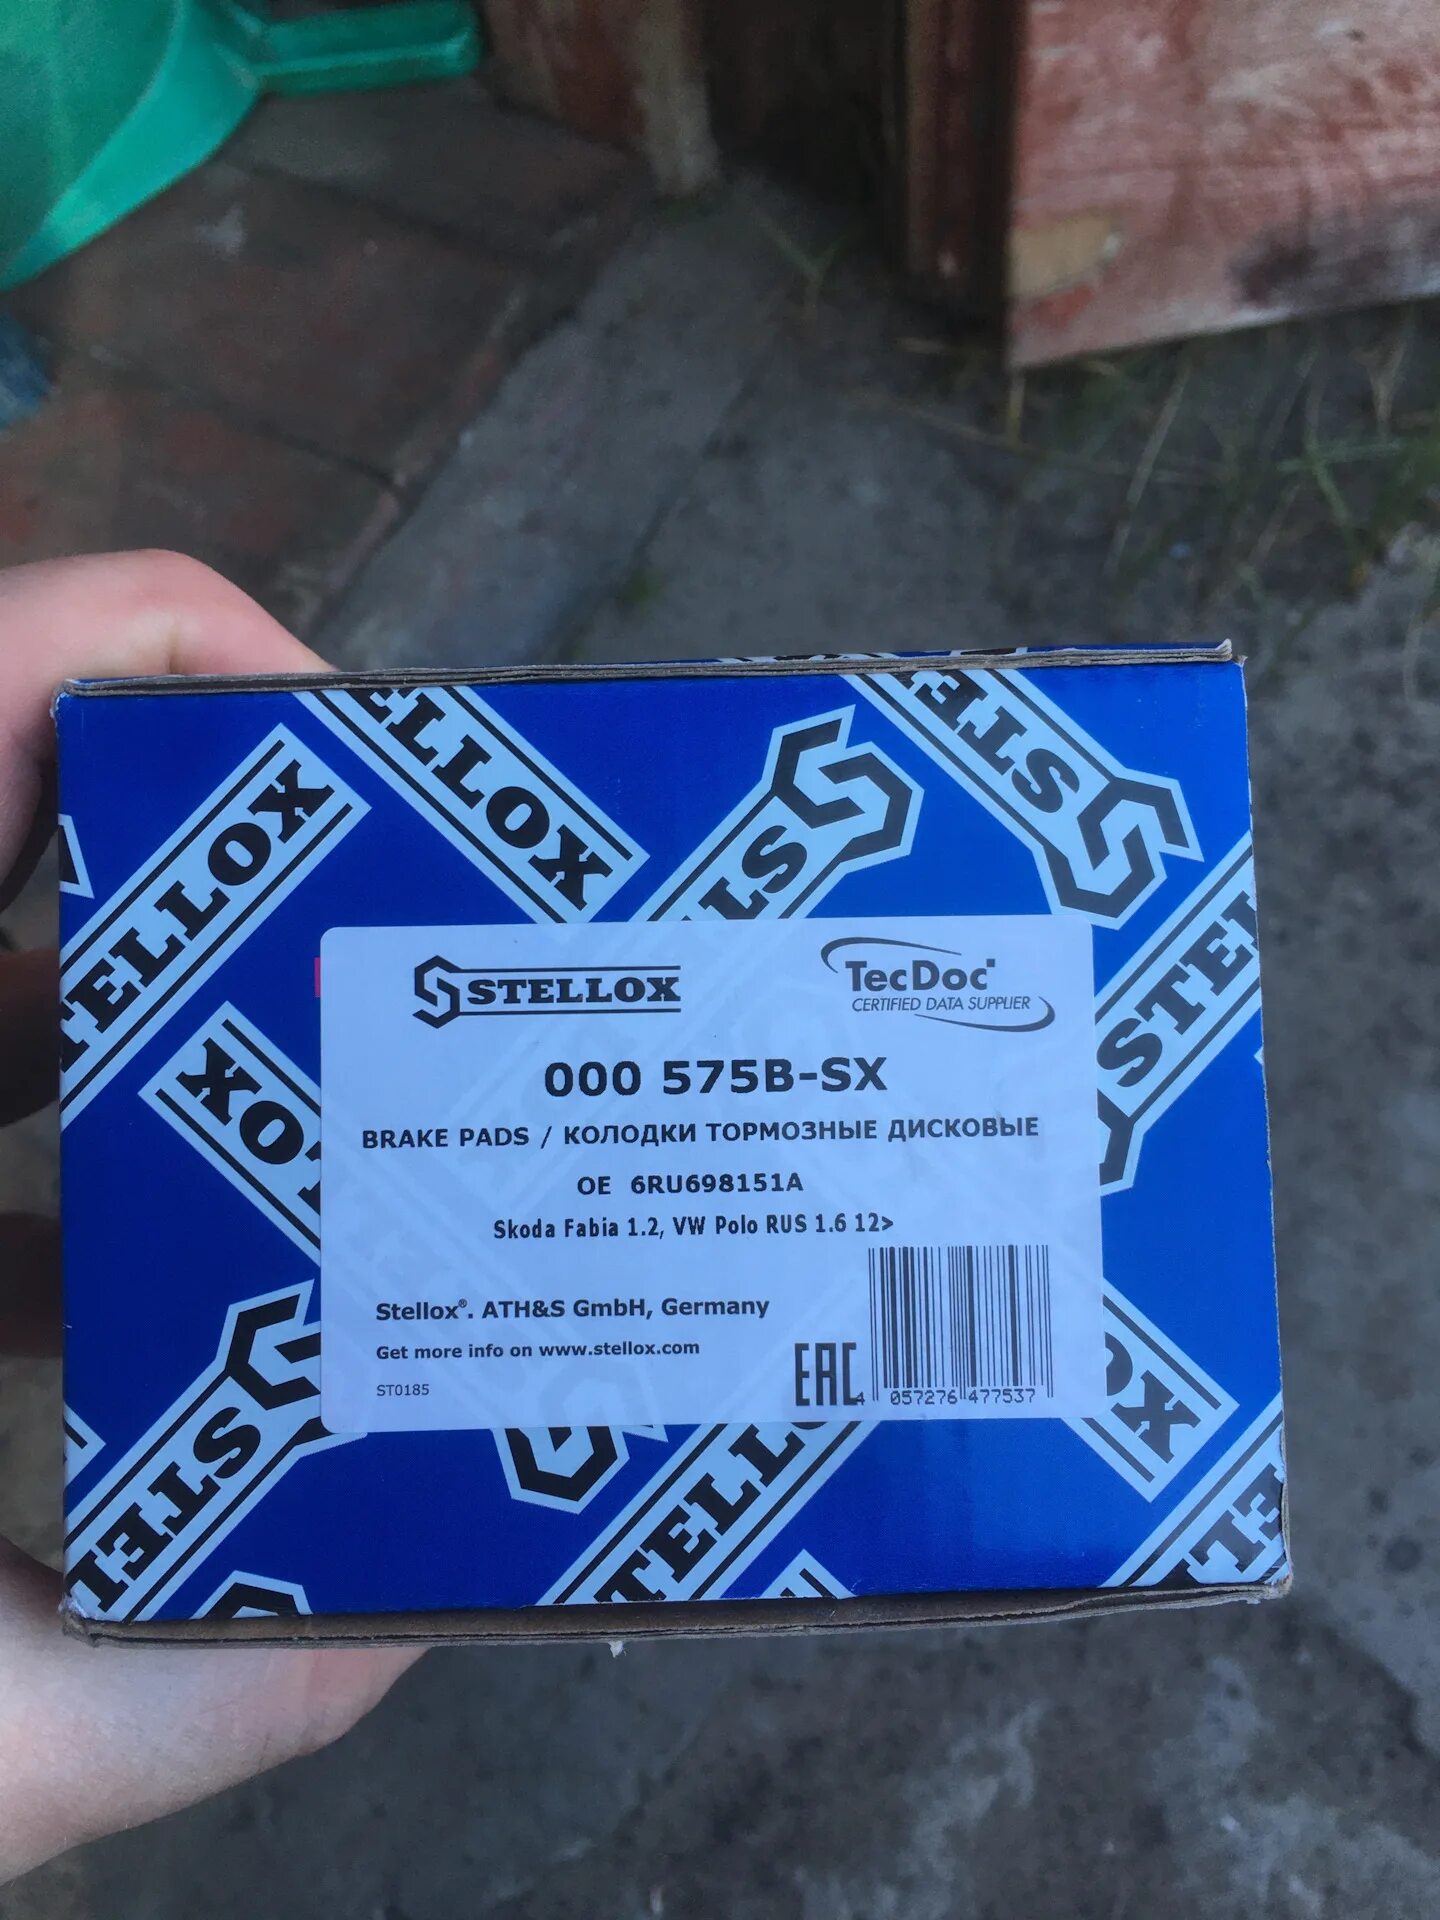 STELLOX
STELLOX
STELLOX
TecDoc
CERTIFIED DATA SUPPLIER
000 575B-SX
BRAKE PADS / КОЛОДКИ ТОРМОЗНЫЕ ДИСКОВЫЕ
OE 6RU698151A
Skoda Fabia 1.2, VW Polo RUS 1.6 12>
Stellox®. ATH&S GmbH, Germany
Get more info on www.stellox.com
ST0185
EAC
4 057276 477537